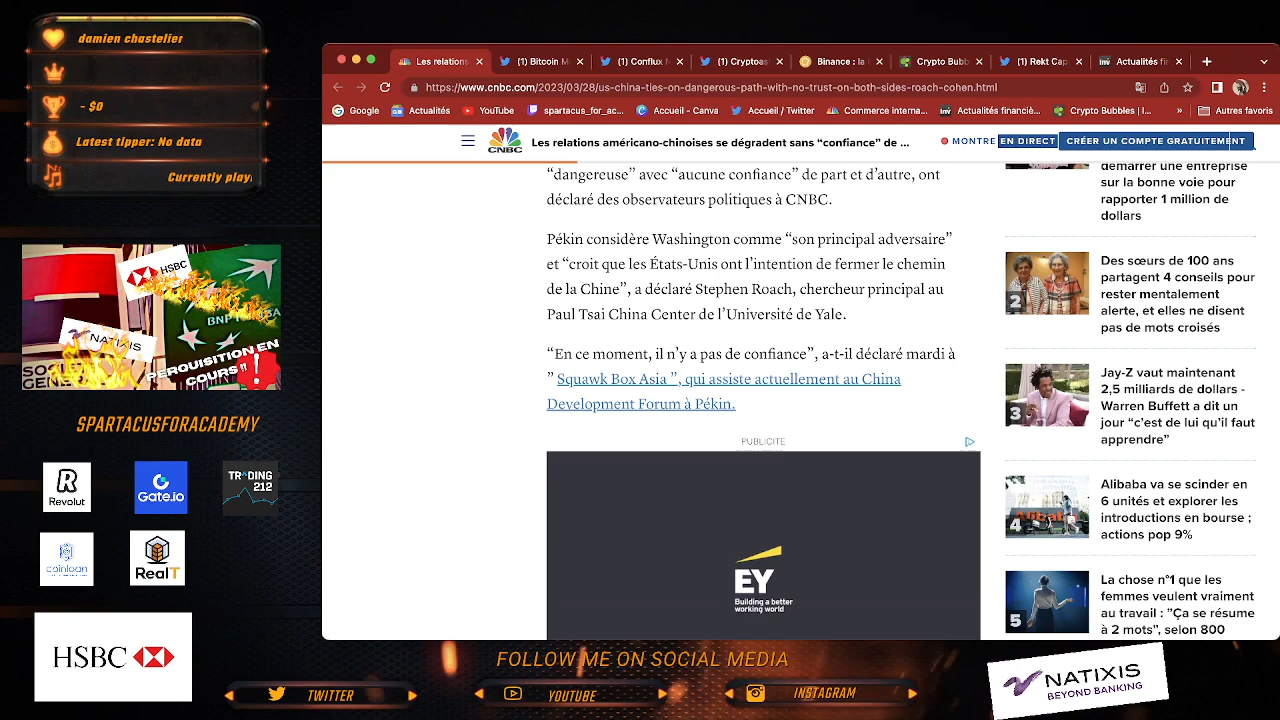 damien chastelier
- $0
Latest tipper: No data
Currently play
HSBC
NATIXIS
PERQUISITION EN
COURS!!
SPARTACUSFORACADEMY
Revolut
Gate.io
TRADING
212
coinloan
RealT
HSBC
Les relations
(1) Bitcoin M
(1) Conflux N
(1) Cryptoas
Binance : la
Crypto Bubb
(1) Rekt Cap
Actualités fin
https://www.cnbc.com/2023/03/28/us-china-ties-on-dangerous-path-with-no-trust-on-both-sides-roach-cohen.html
Google
Actualités
YouTube
spartacus_for_ac...
Accueil - Canva
Accueil / Twitter
Commerce interna...
Actualités financiè...
Crypto Bubbles | I...
»
Autres favoris
CNBC
Les relations américano-chinoises se dégradent sans “confiance” de ...
MONTRE EN DIRECT
CRÉER UN COMPTE GRATUITEMENT
“dangereuse” avec “aucune confiance” de part et d’autre, ont
déclaré des observateurs politiques à CNBC.
Pékin considère Washington comme “son principal adversaire”
et “croit que les États-Unis ont l’intention de fermer le chemin
de la Chine”, a déclaré Stephen Roach, chercheur principal au
Paul Tsai China Center de l’Université de Yale.
“En ce moment, il n’y a pas de confiance”, a-t-il déclaré mardi à
” Squawk Box Asia ”, qui assiste actuellement au China
Development Forum à Pékin.
PUBLICITE
EY
Building a better
working world
démarrer une entreprise
sur la bonne voie pour
rapporter 1 million de
dollars
2
Des sœurs de 100 ans
partagent 4 conseils pour
rester mentalement
alerte, et elles ne disent
pas de mots croisés
3
Jay-Z vaut maintenant
2,5 milliards de dollars -
Warren Buffett a dit un
jour “c’est de lui qu’il faut
apprendre”
4
Alibaba va se scinder en
6 unités et explorer les
introductions en bourse ;
actions pop 9%
5
La chose n°1 que les
femmes veulent vraiment
au travail : ”Ça se résume
à 2 mots”, selon 800
FOLLOW ME ON SOCIAL MEDIA
TWITTER
YOUTUBE
INSTAGRAM
NATIXIS
BEYOND BANKING